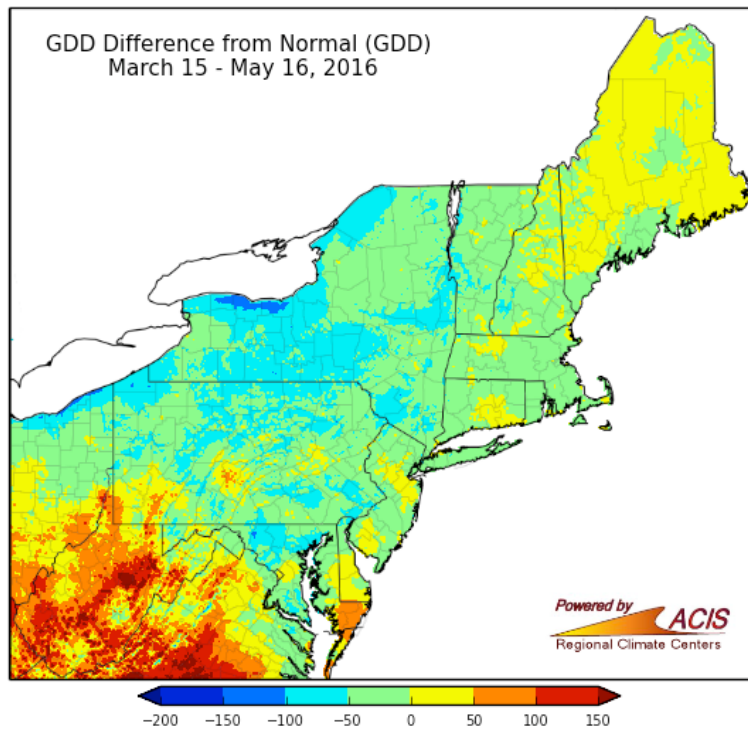 GDD Difference from Normal (GDD)
March 15 - May 16, 2016
Powered by ACIS
Regional Climate Centers
−200 −150 −100 −50 0 50 100 150